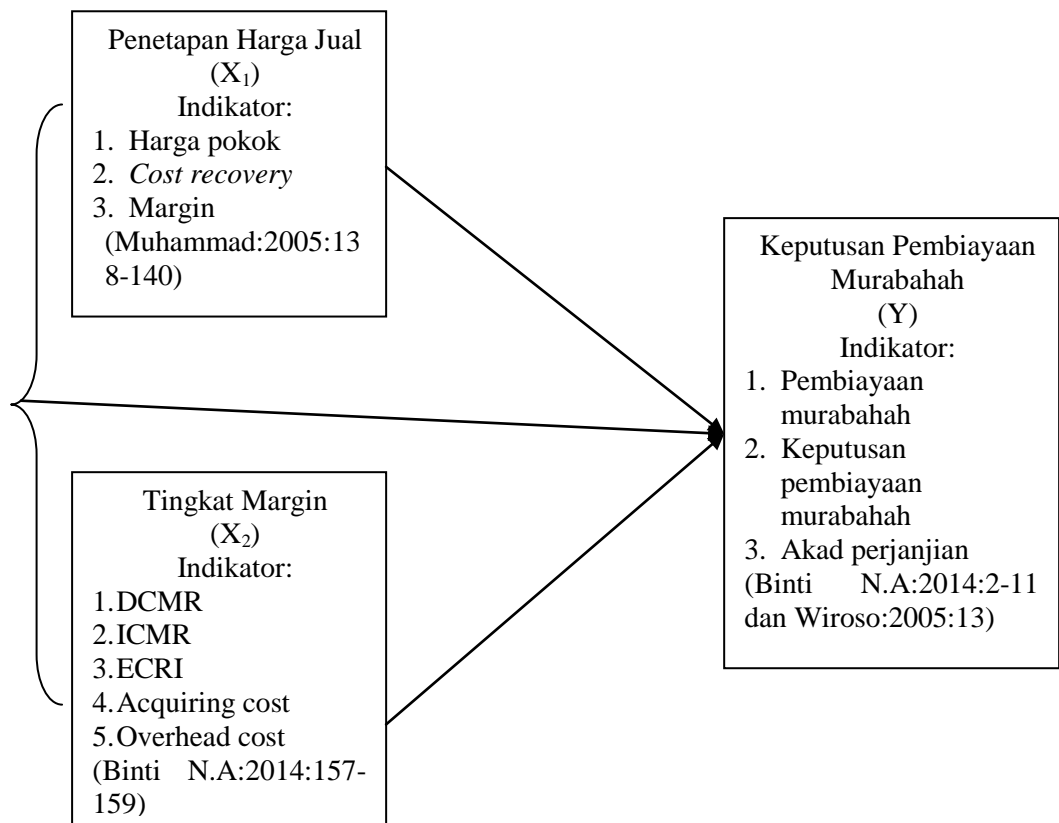 Penetapan Harga Jual
(X₁)
Indikator:
1. Harga pokok
2. Cost recovery
3. Margin
(Muhammad:2005:13
8-140)
Tingkat Margin
(X₂)
Indikator:
1.DCMR
2.ICMR
3.ECRI
4.Acquiring cost
5.Overhead cost
(Binti N.A:2014:157-
159)
Keputusan Pembiayaan
Murabahah
(Y)
Indikator:
1. Pembiayaan
murabahah
2. Keputusan
pembiayaan
murabahah
3. Akad perjanjian
(Binti N.A:2014:2-11
dan Wiroso:2005:13)